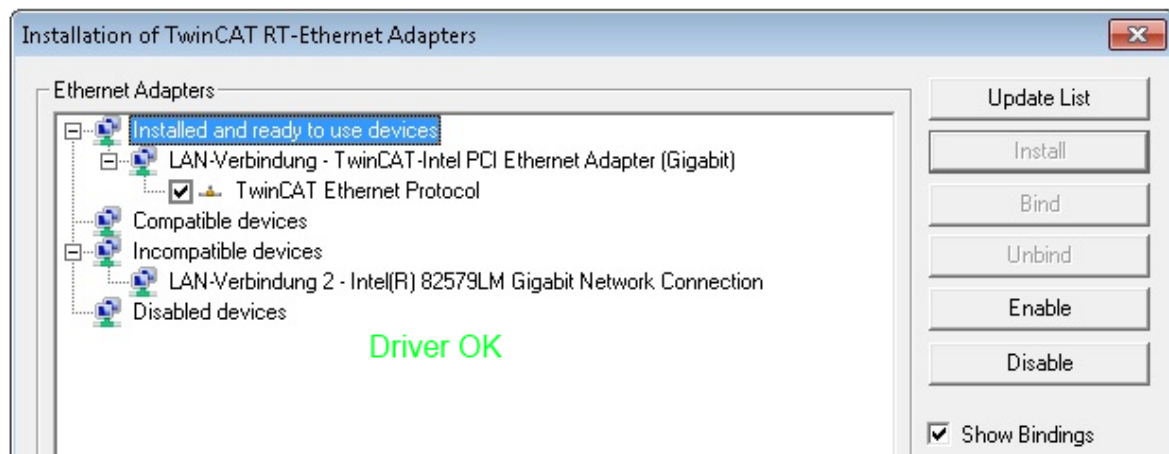 Installation of TwinCAT RT-Ethernet Adapters
Ethernet Adapters
Installed and ready to use devices
LAN-Verbindung - TwinCAT-Intel PCI Ethernet Adapter (Gigabit)
TwinCAT Ethernet Protocol
Compatible devices
Incompatible devices
LAN-Verbindung 2 - Intel(R) 82579LM Gigabit Network Connection
Disabled devices
Driver OK
Update List
Install
Bind
Unbind
Enable
Disable
Show Bindings